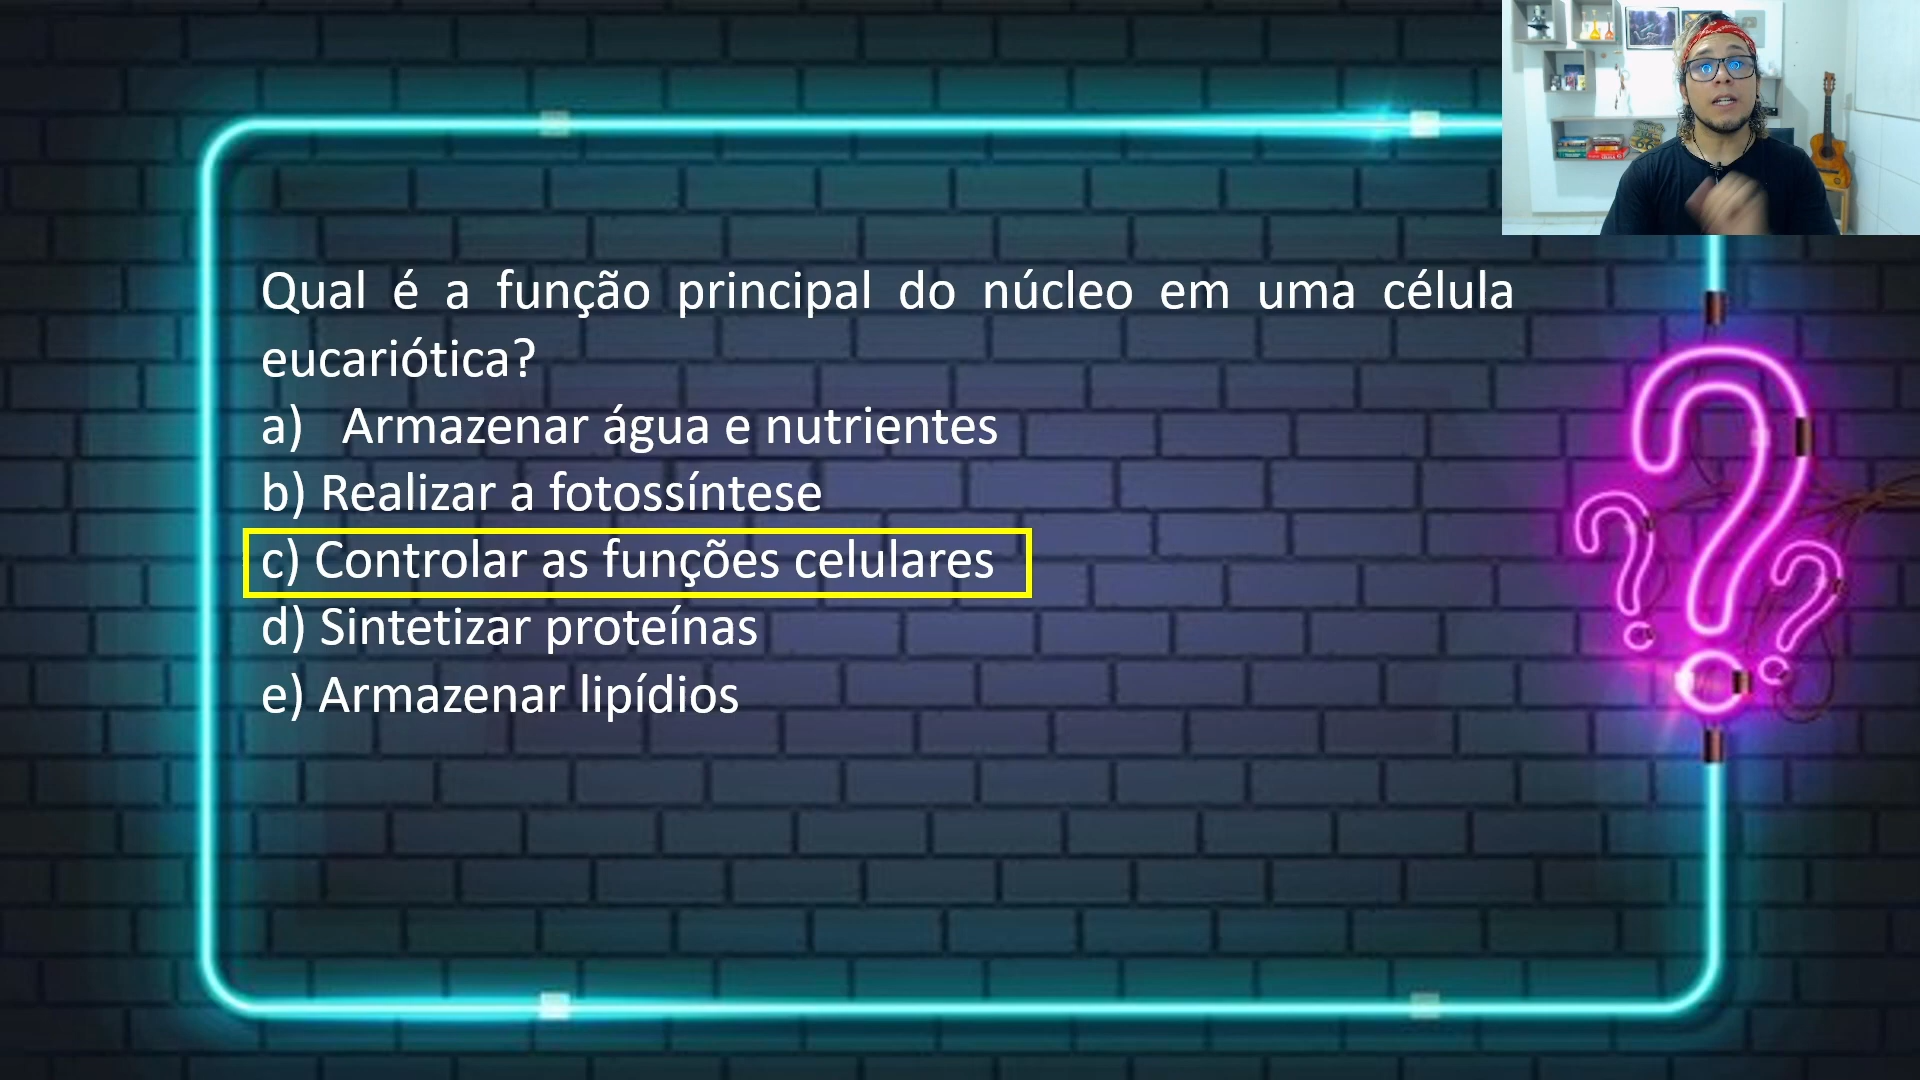 Qual é a função principal do núcleo em uma célula
eucariótica?
a) Armazenar água e nutrientes
b) Realizar a fotossíntese
c) Controlar as funções celulares
d) Sintetizar proteínas
e) Armazenar lipídios